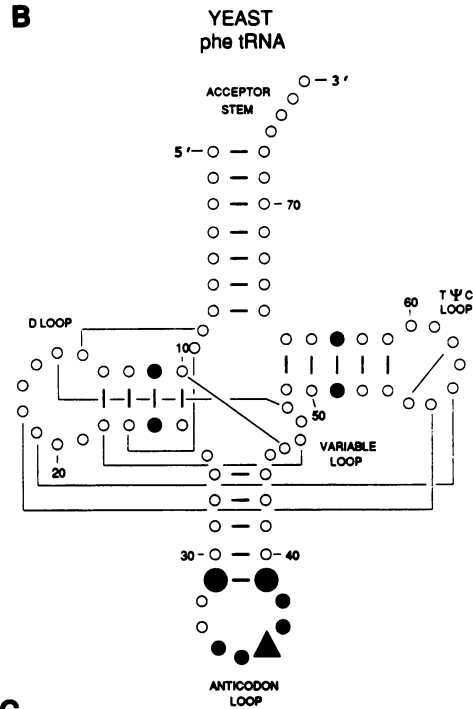 B
YEAST
phe tRNA
ACCEPTOR
STEM
3'
5'
70
60
T Ψ C
LOOP
D LOOP
10
50
20
VARIABLE
LOOP
30
40
ANTICODON
LOOP